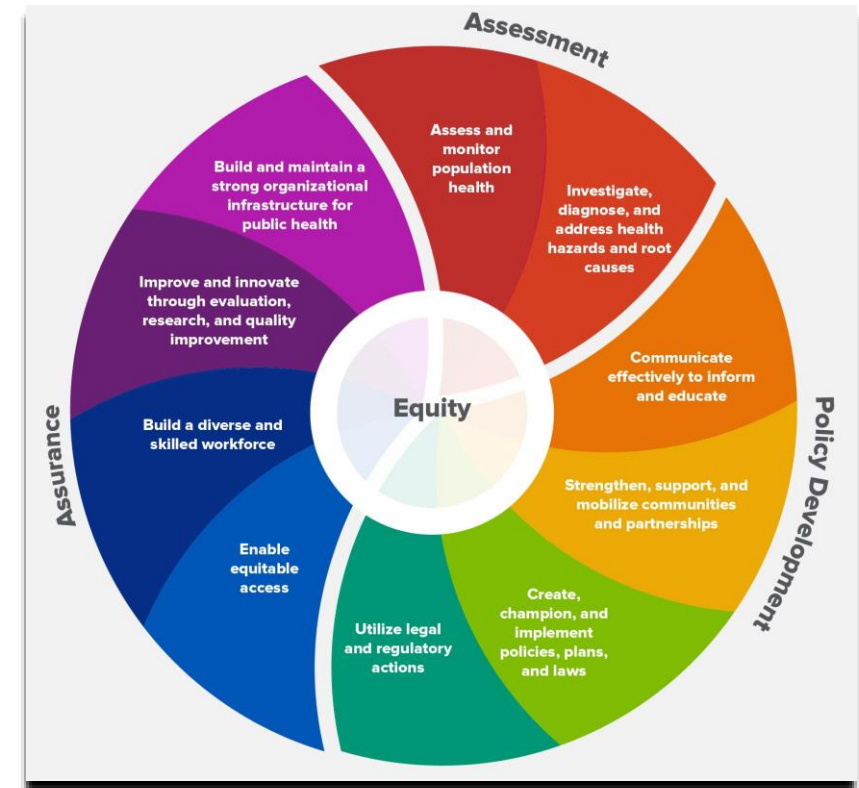 Assessment
Assess and
monitor
population
health
Investigate,
diagnose, and
address health
hazards and root
causes
Policy Development
Communicate
effectively to inform
and educate
Strengthen, support, and
mobilize communities
and partnerships
Create,
champion, and
implement
policies, plans,
and laws
Utilize legal
and regulatory
actions
Assurance
Enable
equitable
access
Build a diverse and
skilled workforce
Improve and innovate
through evaluation,
research, and quality
improvement
Build and maintain a
strong organizational
infrastructure for
public health
Equity